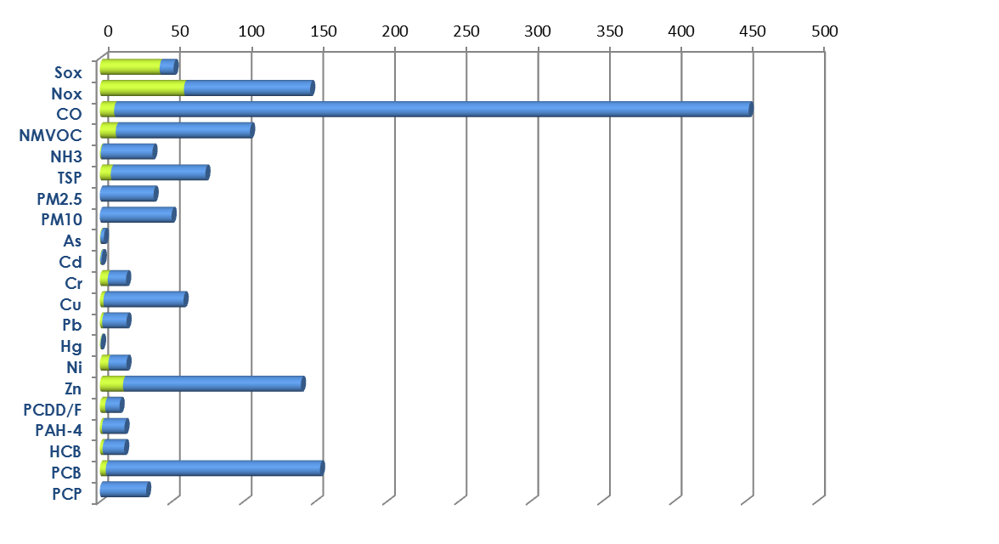 0 50 100 150 200 250 300 350 400 450 500
Sox
Nox
CO
NMVOC
NH3
TSP
PM2.5
PM10
As
Cd
Cr
Cu
Pb
Hg
Ni
Zn
PCDD/F
PAH-4
HCB
PCB
PCP